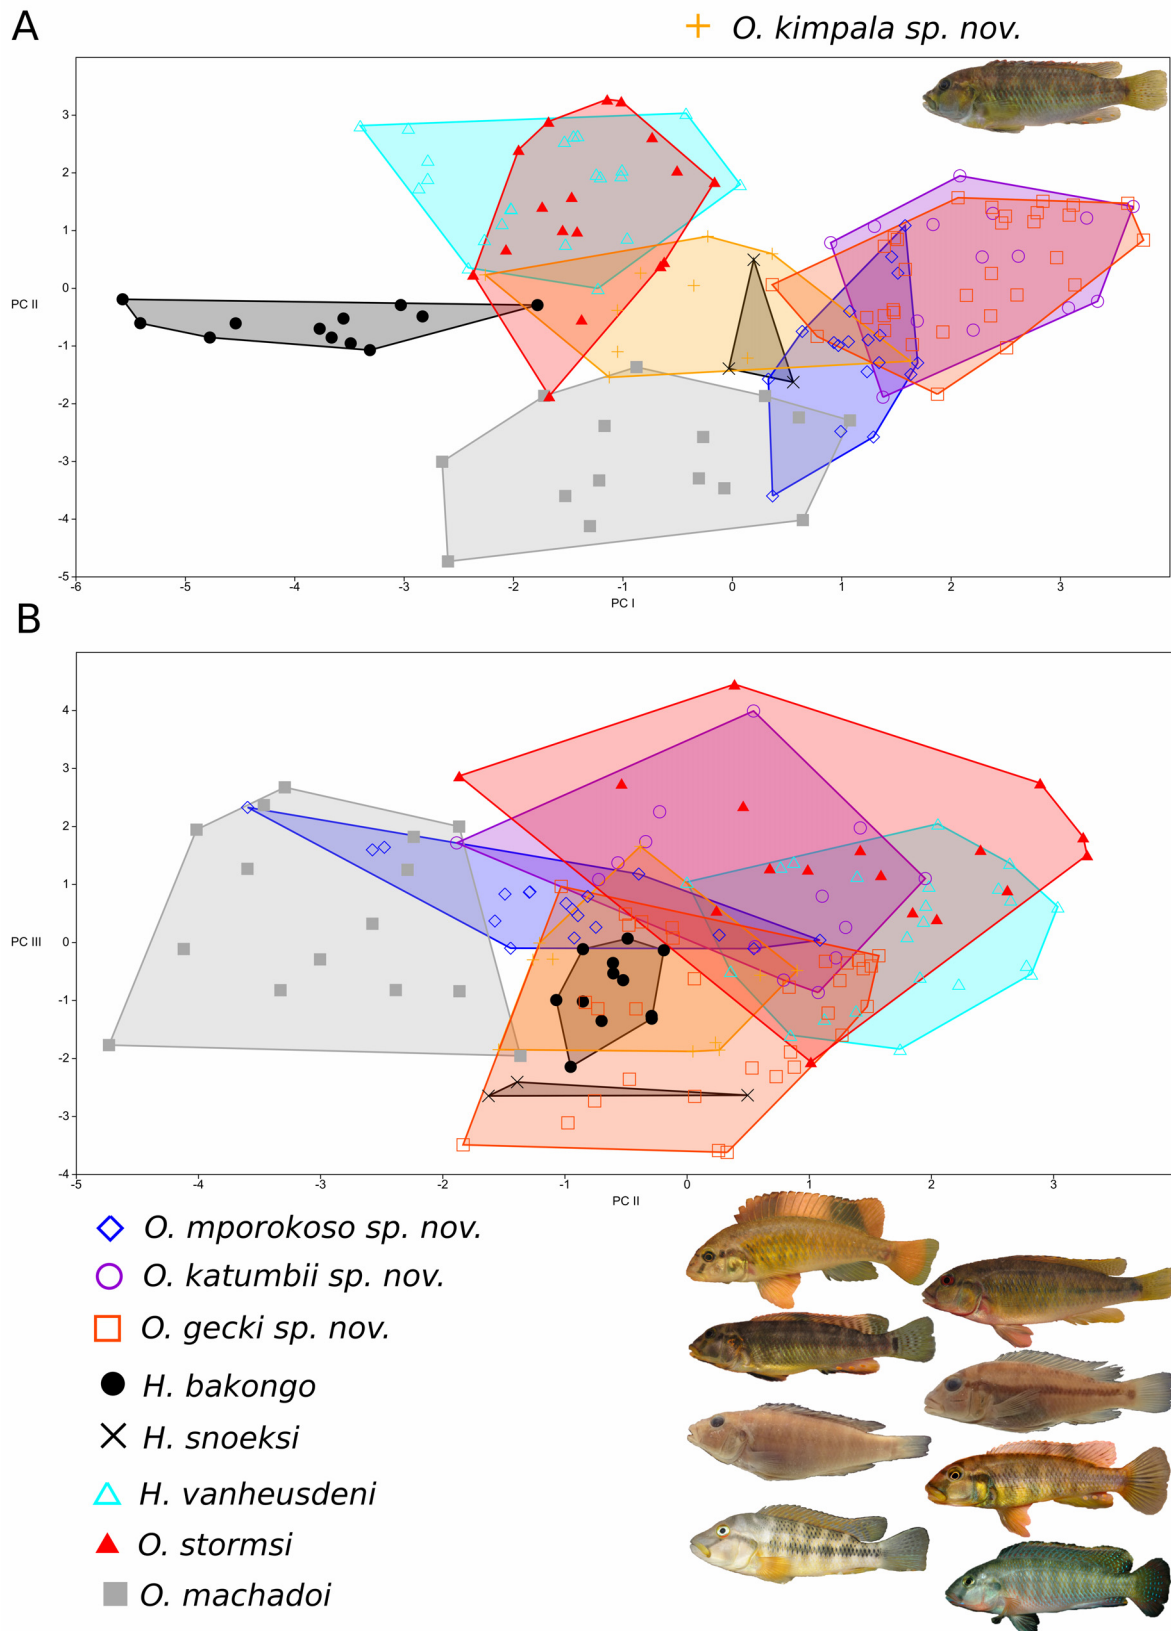 A
O. kimpala sp. nov.
3
2
1
0
-1
-2
-3
-4
-5
PC II
-6
-5
-4
-3
-2
-1
0
1
2
3
PC I
B
4
3
2
1
0
-1
-2
-3
-4
PC III
-5
-4
-3
-2
-1
0
1
2
3
PC II
O. mporokoso sp. nov.
O. katumbii sp. nov.
O. gecki sp. nov.
H. bakongo
H. snoeksi
H. vanheusdeni
O. stormsi
O. machadoi